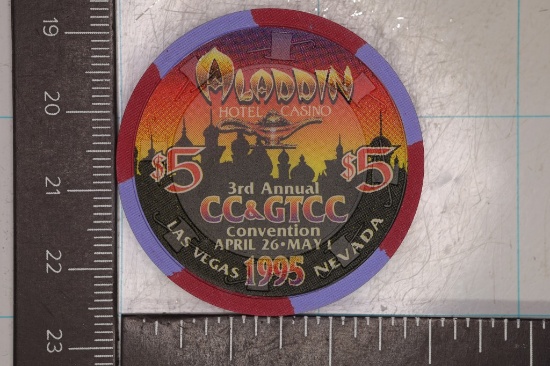 ALADDIN
HOTEL CASINO
$5 $5
3rd Annual
CC&GTCC
Convention
APRIL 26•MAY 1
LAS VEGAS 1995 NEVADA
19
20
21
22
23